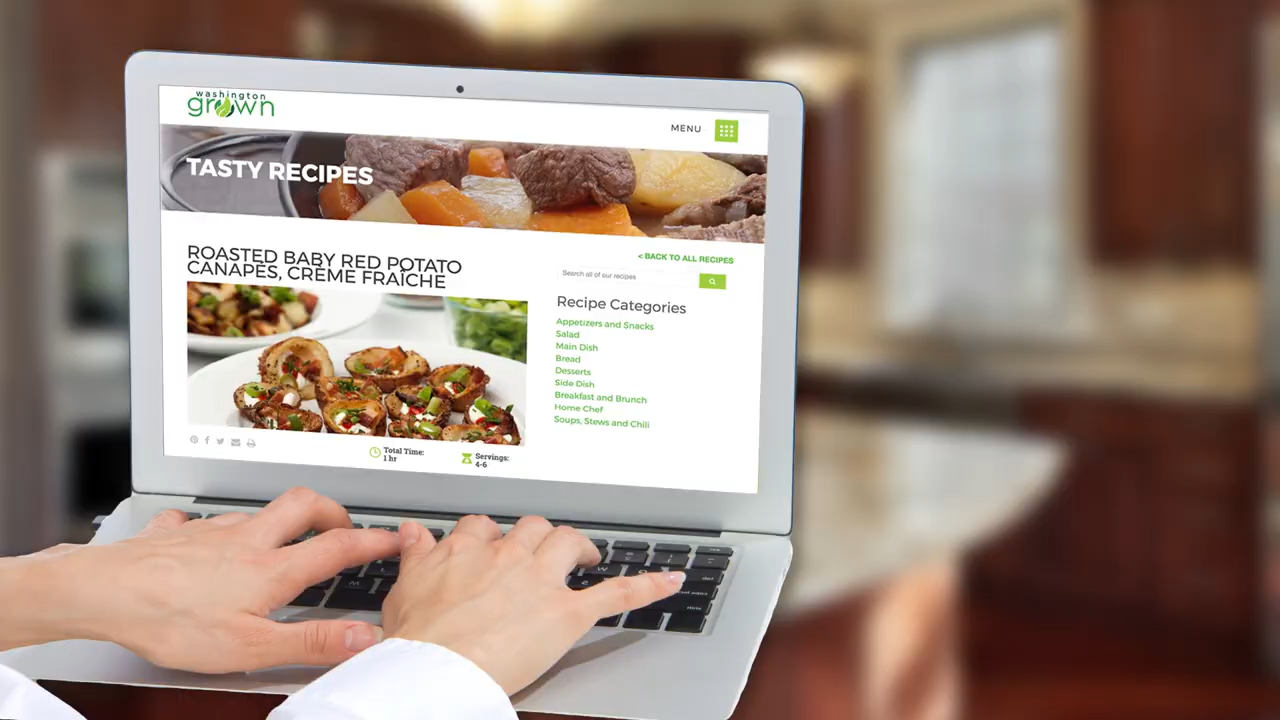 washington
grown
MENU
TASTY RECIPES
ROASTED BABY RED POTATO
CANAPÉS, CRÈME FRAÎCHE
< BACK TO ALL RECIPES
Search all of our recipes
Recipe Categories
Appetizers and Snacks
Salad
Main Dish
Bread
Desserts
Side Dish
Breakfast and Brunch
Home Chef
Soups, Stews and Chili
Total Time:
1 hr
Servings:
4-6